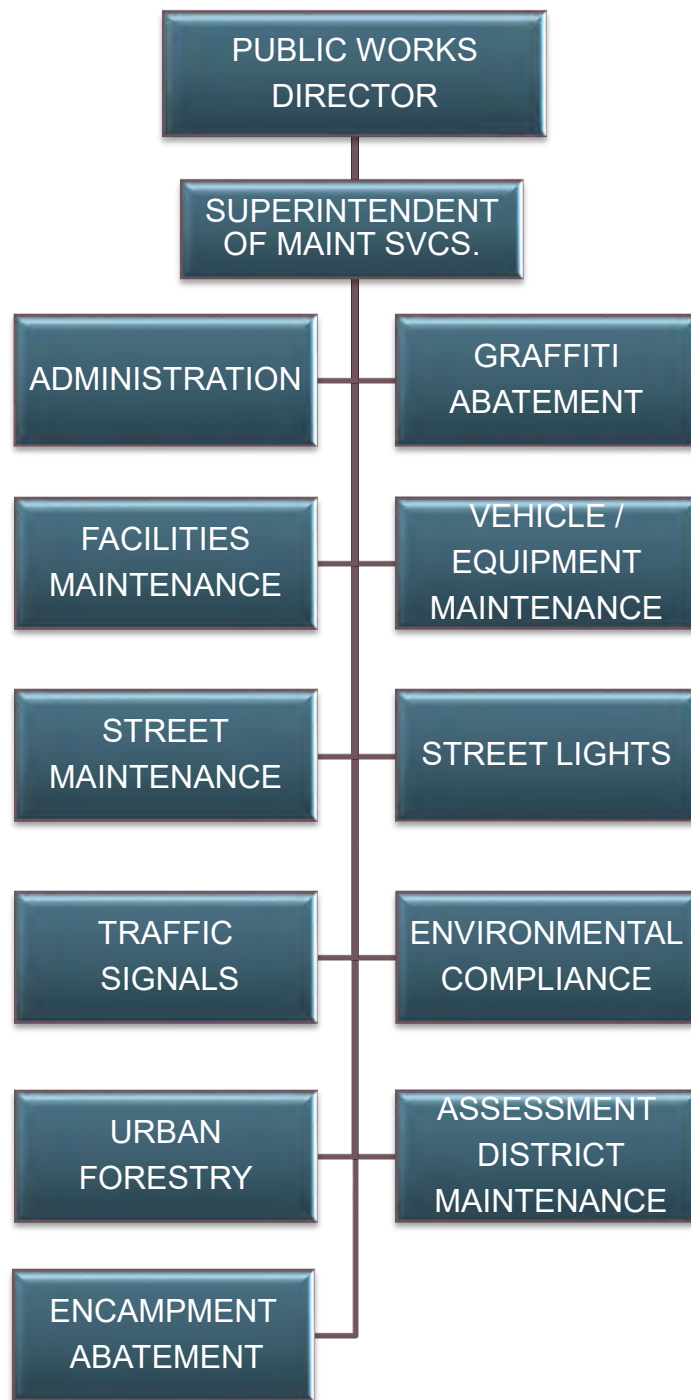 PUBLIC WORKS
DIRECTOR
SUPERINTENDENT
OF MAINT SVCS.
ADMINISTRATION
GRAFFITI
ABATEMENT
FACILITIES
MAINTENANCE
VEHICLE /
EQUIPMENT
MAINTENANCE
STREET
MAINTENANCE
STREET LIGHTS
TRAFFIC
SIGNALS
ENVIRONMENTAL
COMPLIANCE
URBAN
FORESTRY
ASSESSMENT
DISTRICT
MAINTENANCE
ENCAMPMENT
ABATEMENT